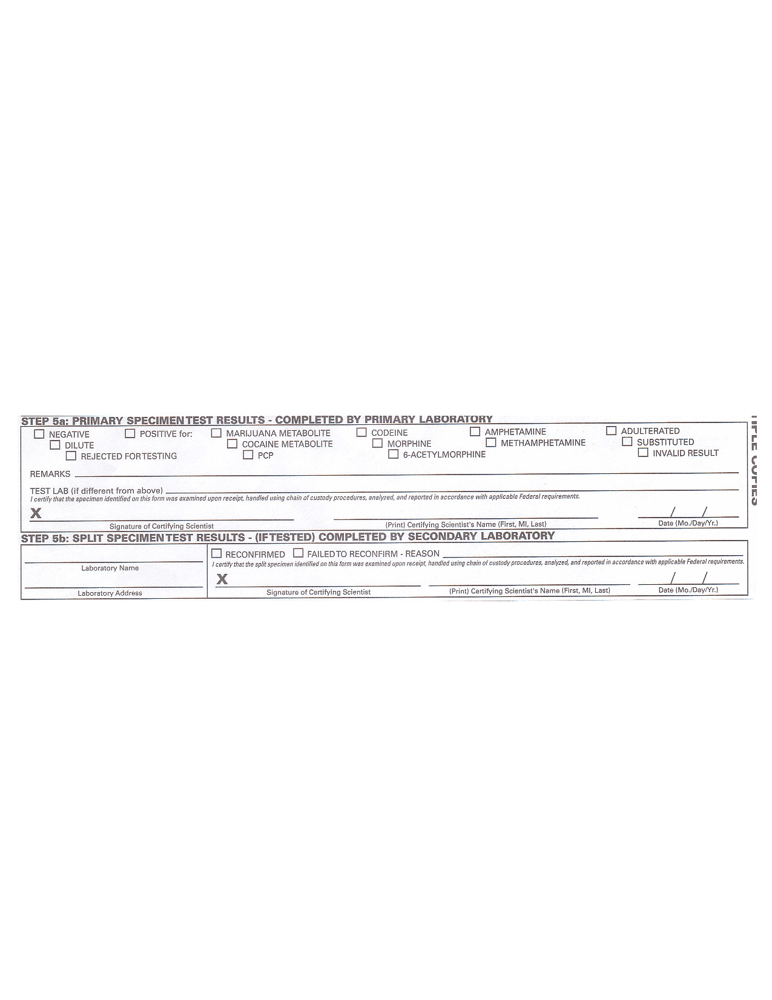 STEP 5a: PRIMARY SPECIMEN TEST RESULTS - COMPLETED BY PRIMARY LABORATORY
NEGATIVE POSITIVE for: MARIJUANA METABOLITE CODEINE AMPHETAMINE ADULTERATED
DILUTE COCAINE METABOLITE MORPHINE METHAMPHETAMINE SUBSTITUTED
REJECTED FOR TESTING PCP 6-ACETYLMORPHINE INVALID RESULT
REMARKS
TEST LAB (if different from above)
I certify that the specimen identified on this form was examined upon receipt, handled using chain of custody procedures, analyzed, and reported in accordance with applicable Federal requirements.
X / /
Signature of Certifying Scientist (Print) Certifying Scientist's Name (First, MI, Last) Date (Mo./Day/Yr.)
STEP 5b: SPLIT SPECIMEN TEST RESULTS - (IF TESTED) COMPLETED BY SECONDARY LABORATORY
Laboratory Name
Laboratory Address
RECONFIRMED FAILED TO RECONFIRM - REASON
I certify that the split specimen identified on this form was examined upon receipt, handled using chain of custody procedures, analyzed, and reported in accordance with applicable Federal requirements.
X / /
Signature of Certifying Scientist (Print) Certifying Scientist's Name (First, MI, Last) Date (Mo./Day/Yr.)
COPIES